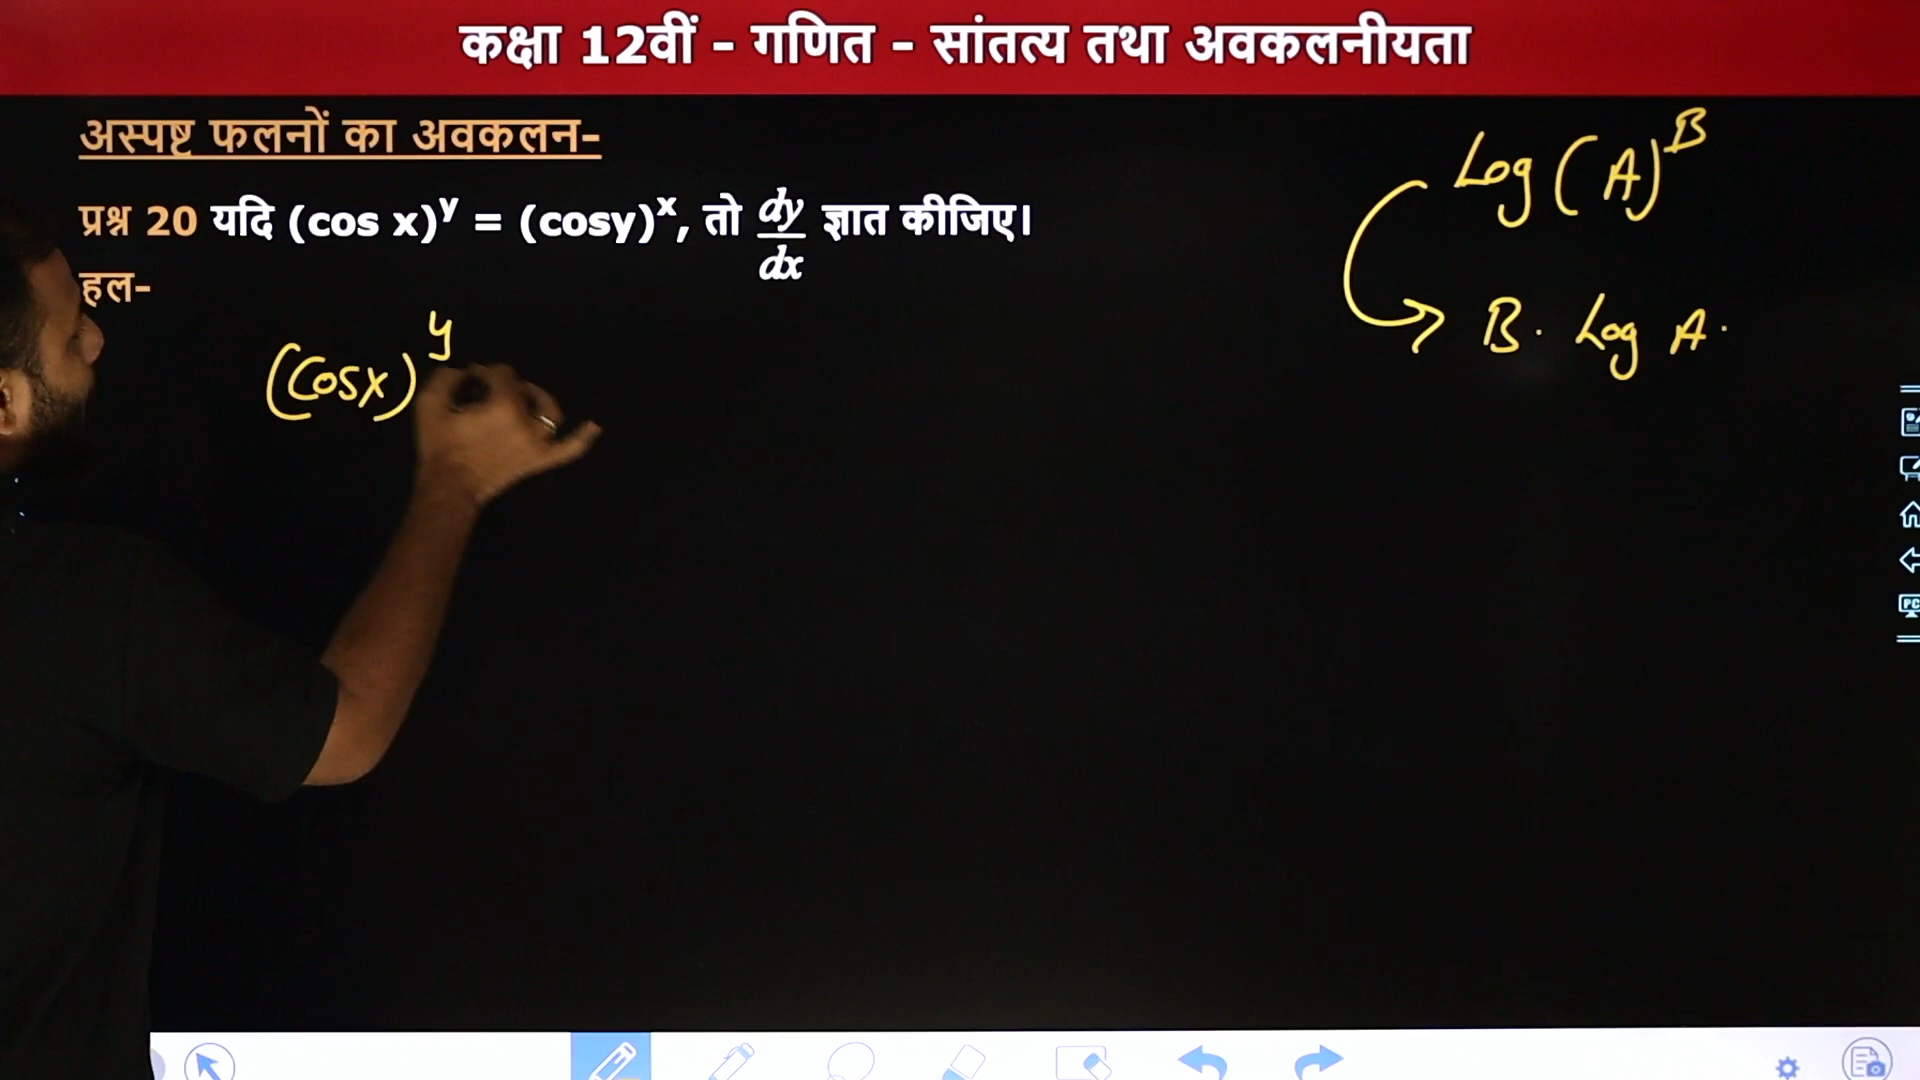 कक्षा 12वीं - गणित - सांतत्य तथा अवकलनीयता
अस्पष्ट फलनों का अवकलन-
प्रश्न 20 यदि (cos x)^y = (cosy)^x, तो dy/dx ज्ञात कीजिए।
हल-
(Cosx)^y
Log (A)^B
B. Log A.
PC